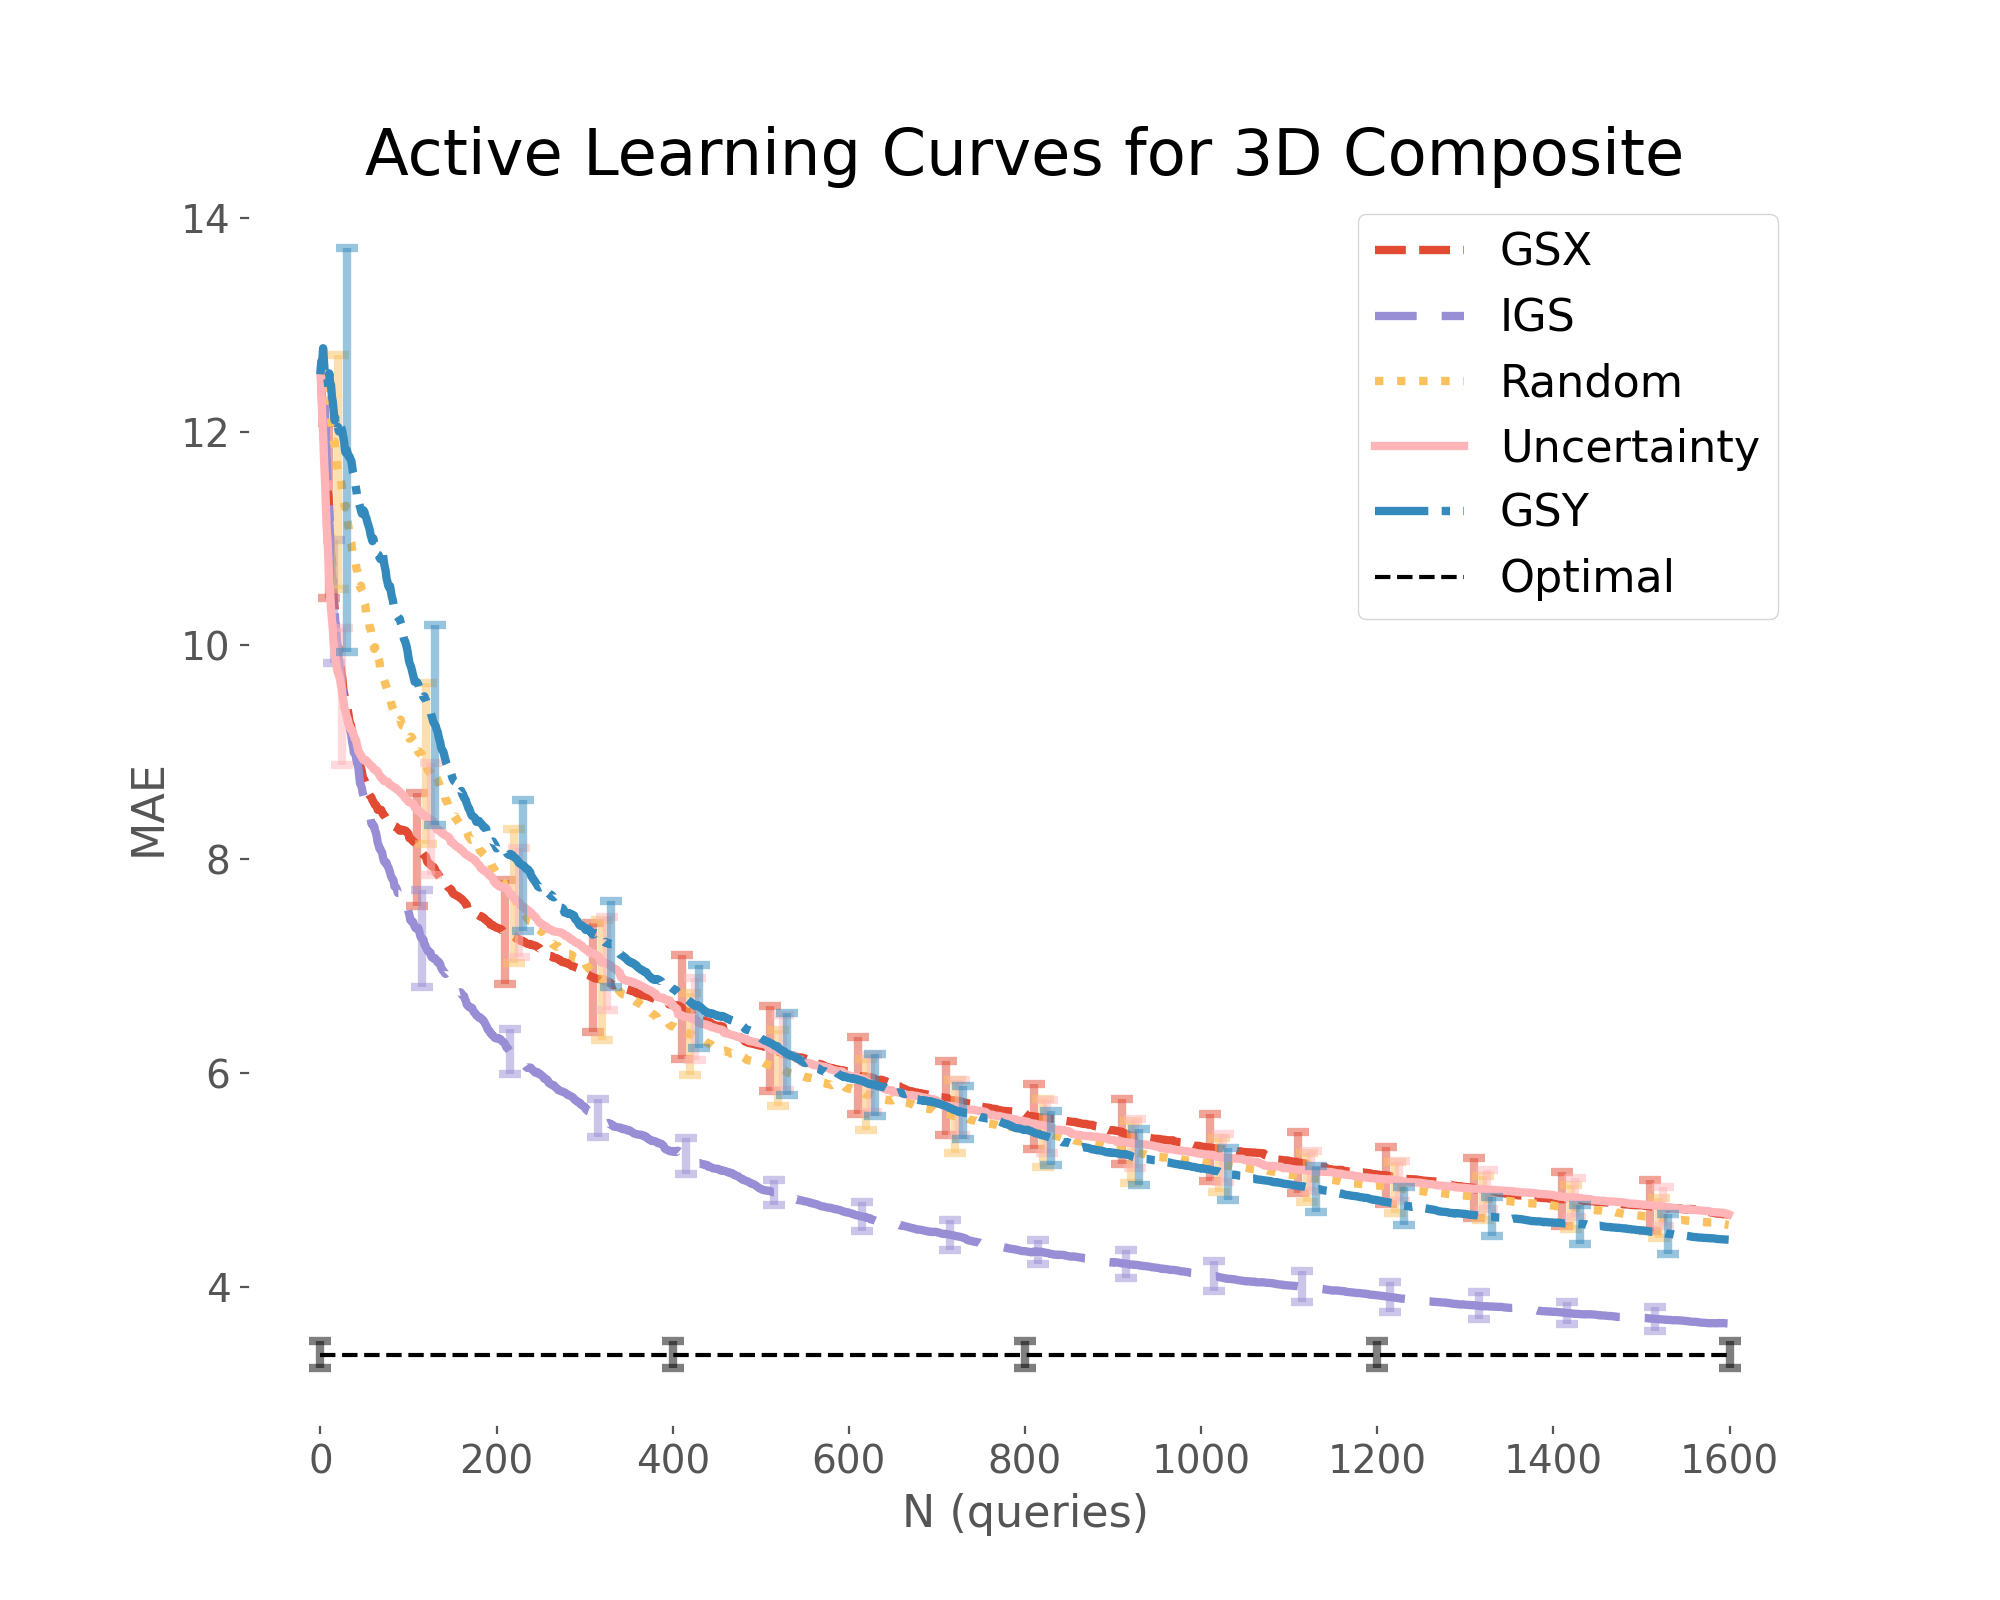 Active Learning Curves for 3D Composite
14
12
10
8
6
4
MAE
GSX
IGS
Random
Uncertainty
GSY
Optimal
0 200 400 600 800 1000 1200 1400 1600
N (queries)